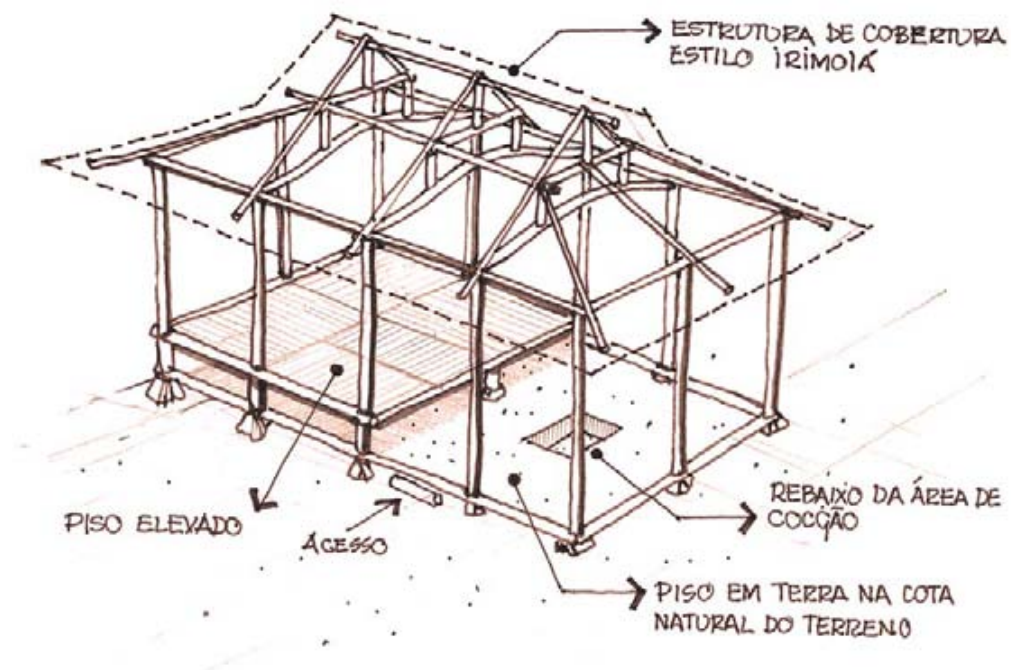 ESTRUTURA DE COBERTURA
ESTILO IRIMOIÁ
PISO ELEVADO
ACESSO
REBAIXO DA ÁREA DE
COCÇÃO
PISO EM TERRA NA COTA
NATURAL DO TERRENO